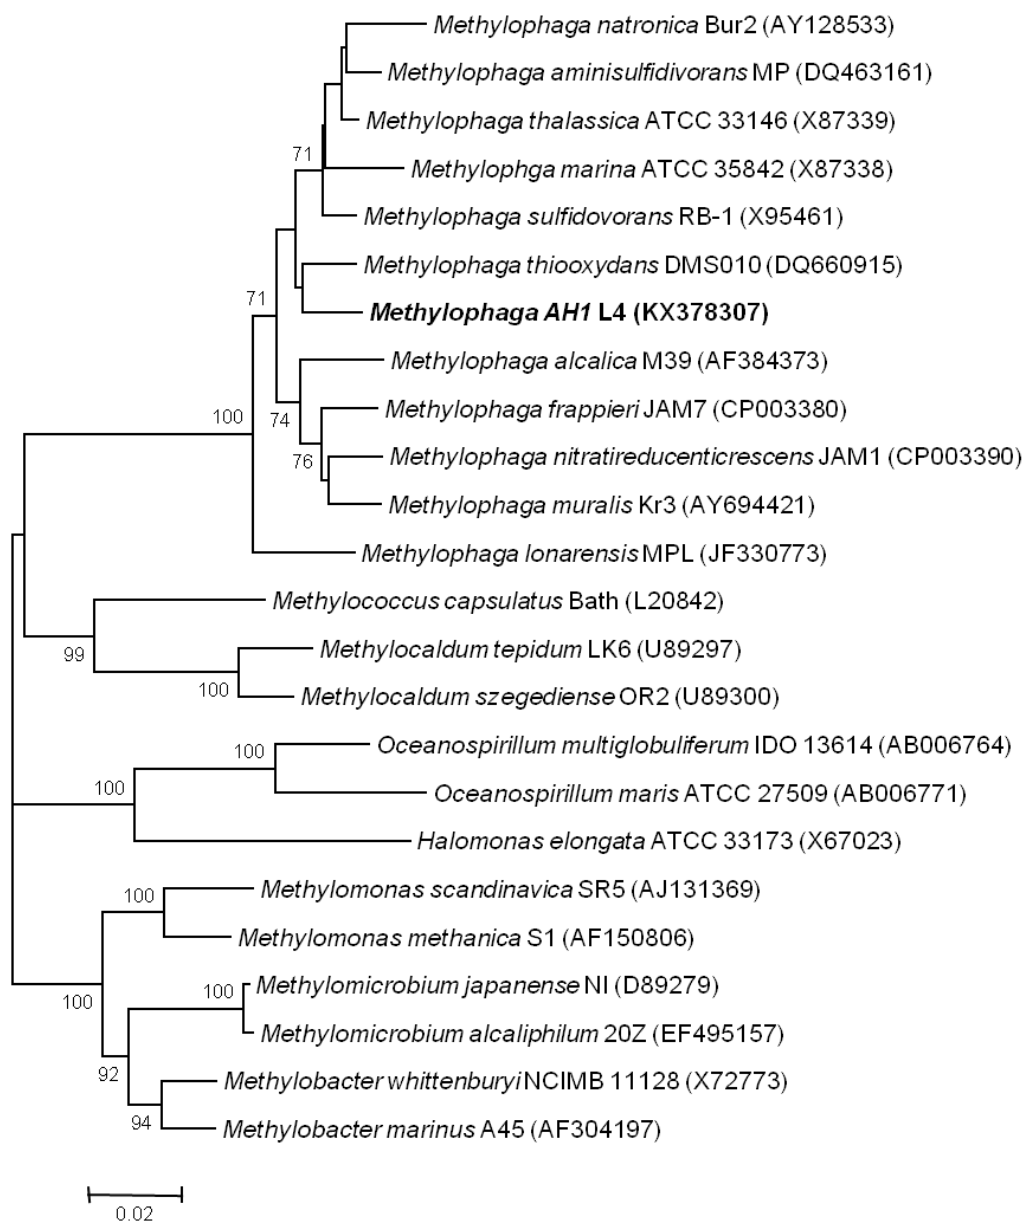 Methylophaga natronica Bur2 (AY128533)
Methylophaga aminisulfidivorans MP (DQ463161)
Methylophaga thalassica ATCC 33146 (X87339)
71
Methylophga marina ATCC 35842 (X87338)
Methylophaga sulfidovorans RB-1 (X95461)
Methylophaga thiooxydans DMS010 (DQ660915)
71
Methylophaga AH1 L4 (KX378307)
Methylophaga alcalica M39 (AF384373)
100
74
Methylophaga frappieri JAM7 (CP003380)
76
Methylophaga nitratireducenticrescens JAM1 (CP003390)
Methylophaga muralis Kr3 (AY694421)
Methylophaga lonarensis MPL (JF330773)
Methylococcus capsulatus Bath (L20842)
99
Methylocaldum tepidum LK6 (U89297)
100
Methylocaldum szegediense OR2 (U89300)
100
Oceanospirillum multiglobuliferum IDO 13614 (AB006764)
100
Oceanospirillum maris ATCC 27509 (AB006771)
Halomonas elongata ATCC 33173 (X67023)
100
Methylomonas scandinavica SR5 (AJ131369)
Methylomonas methanica S1 (AF150806)
100
100
Methylomicrobium japanense NI (D89279)
Methylomicrobium alcaliphilum 20Z (EF495157)
92
Methylobacter whittenburyi NCIMB 11128 (X72773)
94
Methylobacter marinus A45 (AF304197)
0.02